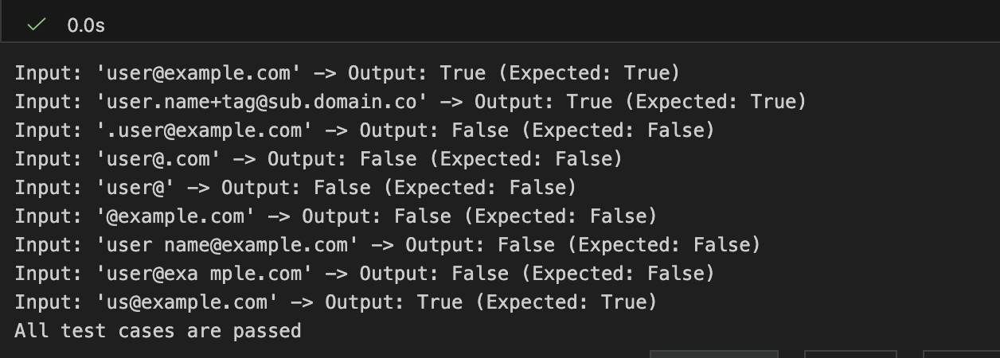 0.0s
Input: 'user@example.com' -> Output: True (Expected: True)
Input: 'user.name+tag@sub.domain.co' -> Output: True (Expected: True)
Input: '.user@example.com' -> Output: False (Expected: False)
Input: 'user@.com' -> Output: False (Expected: False)
Input: 'user@' -> Output: False (Expected: False)
Input: '@example.com' -> Output: False (Expected: False)
Input: 'user name@example.com' -> Output: False (Expected: False)
Input: 'user@exa mple.com' -> Output: False (Expected: False)
Input: 'us@example.com' -> Output: True (Expected: True)
All test cases are passed